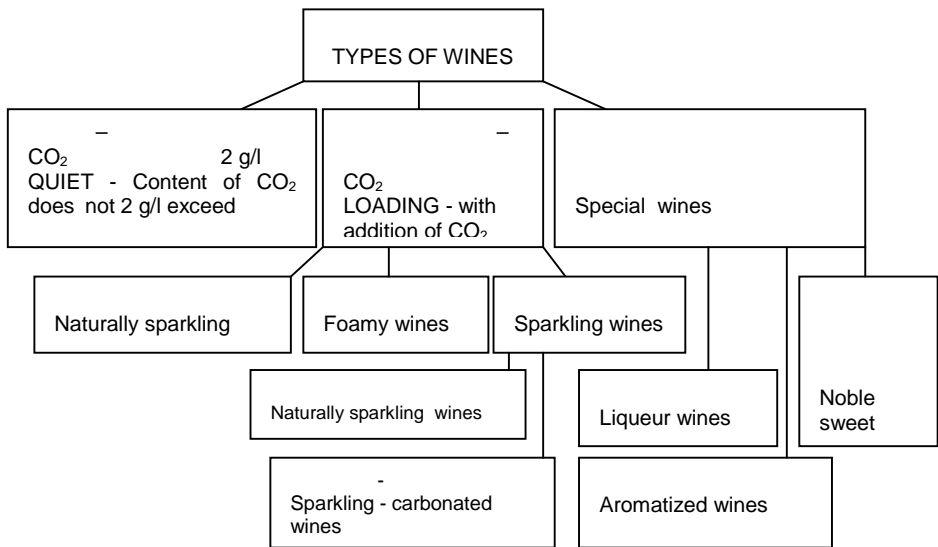 TYPES OF WINES
–
CO₂ 2 g/l
QUIET - Content of CO₂
does not 2 g/l exceed
–
CO₂
LOADING - with
addition of CO₂
Special wines
Naturally sparkling
Foamy wines
Sparkling wines
Naturally sparkling wines
Liqueur wines
Noble
sweet
-
Sparkling - carbonated
wines
Aromatized wines